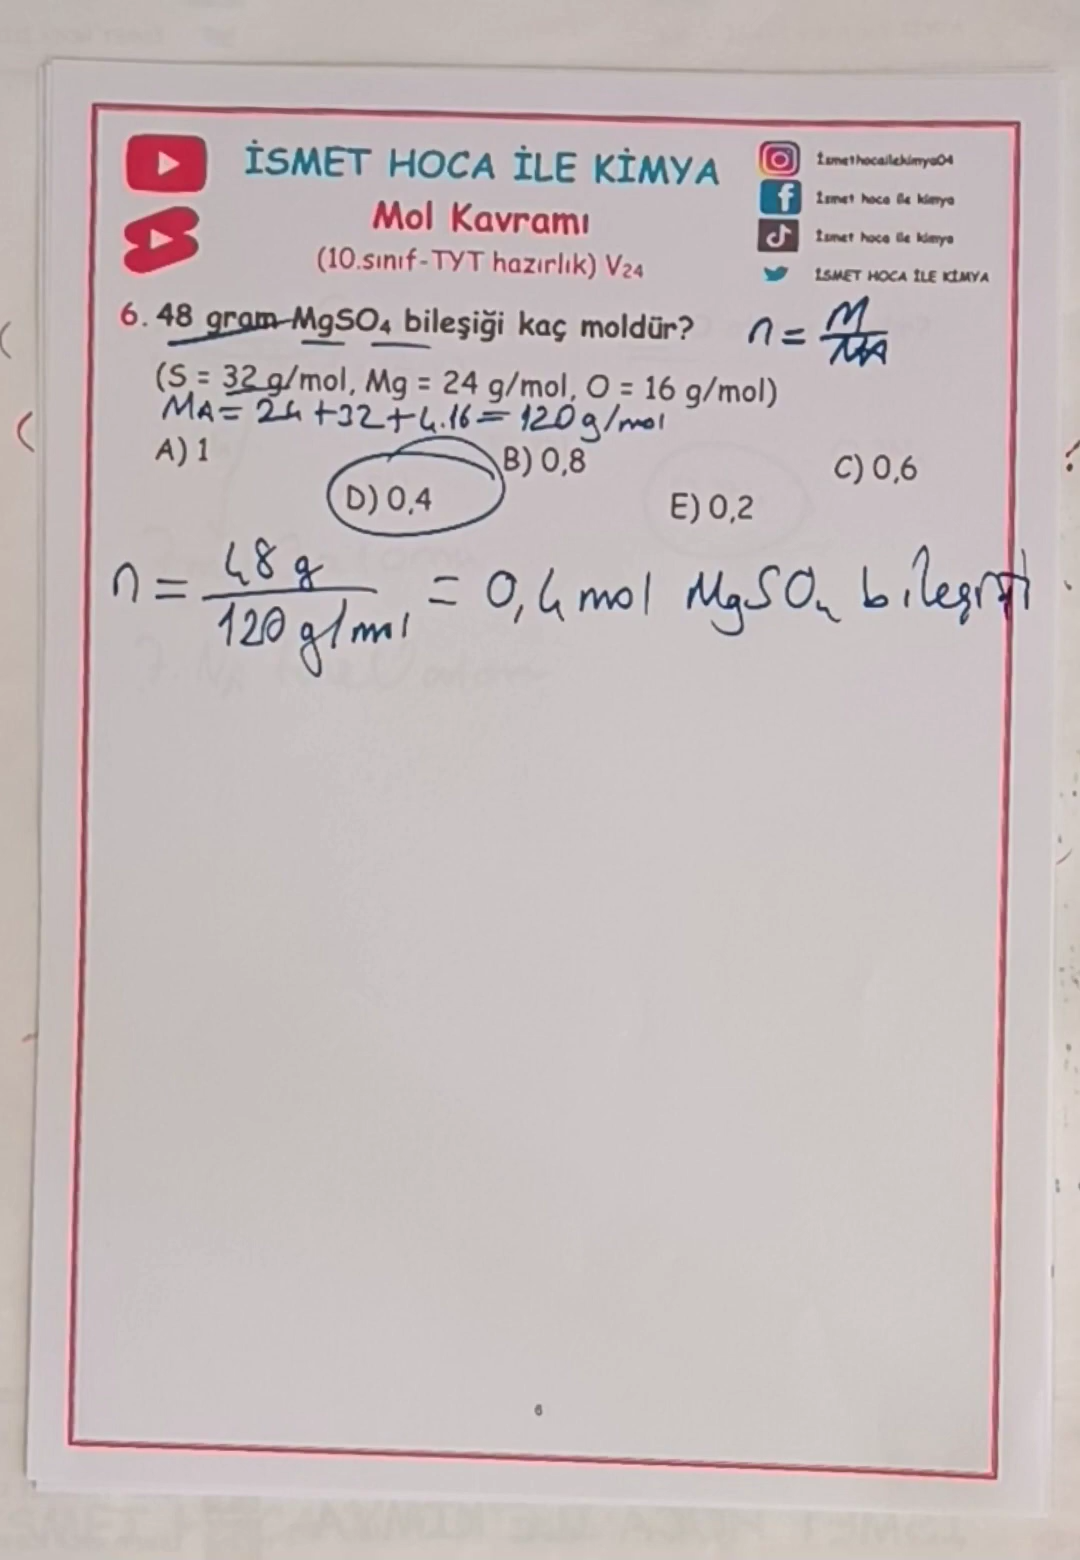 İSMET HOCA İLE KİMYA
Mol Kavramı
(10.sınıf-TYT hazırlık) V24
İsmethocailekimya04
İsmet hoca ile kimya
İsmet hoca ile kimya
İSMET HOCA İLE KİMYA
6. 48 gram MgSO₄ bileşiği kaç moldür?
n = M/MA
(S = 32 g/mol, Mg = 24 g/mol, O = 16 g/mol)
MA = 24 + 32 + 4.16 = 120 g/mol
A) 1
B) 0,8
C) 0,6
D) 0,4
E) 0,2
n = 48 g / 120 g/mol = 0,4 mol MgSO₄ bileşiği
6